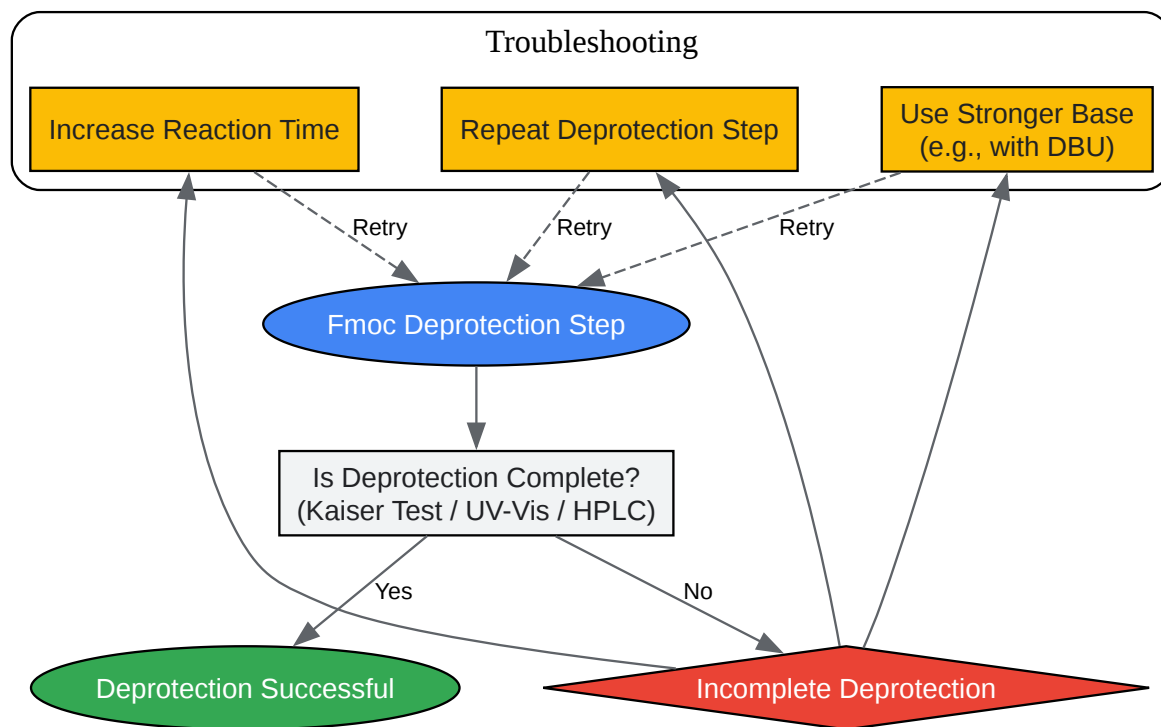 Troubleshooting
Increase Reaction Time
Repeat Deprotection Step
Use Stronger Base
(e.g., with DBU)
Retry
Retry
Retry
Fmoc Deprotection Step
Is Deprotection Complete?
(Kaiser Test / UV-Vis / HPLC)
Yes
No
Deprotection Successful
Incomplete Deprotection